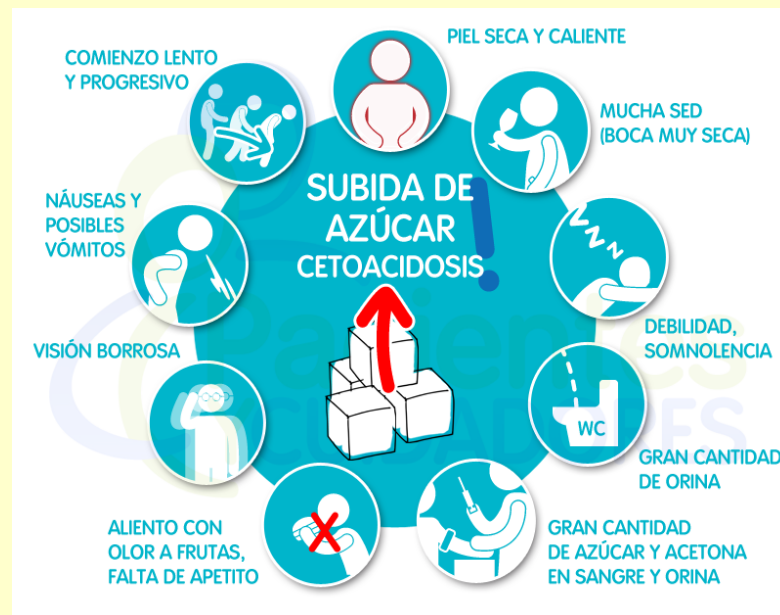 SUBIDA DE
AZÚCAR
CETOACIDOSIS
!
PIEL SECA Y CALIENTE
MUCHA SED
(BOCA MUY SECA)
Z Z N N
DEBILIDAD,
SOMNOLENCIA
WC
GRAN CANTIDAD
DE ORINA
GRAN CANTIDAD
DE AZÚCAR Y ACETONA
EN SANGRE Y ORINA
ALIENTO CON
OLOR A FRUTAS,
FALTA DE APETITO
VISIÓN BORROSA
NÁUSEAS Y
POSIBLES
VÓMITOS
COMIENZO LENTO
Y PROGRESIVO
Pacientes
CUIDADORES